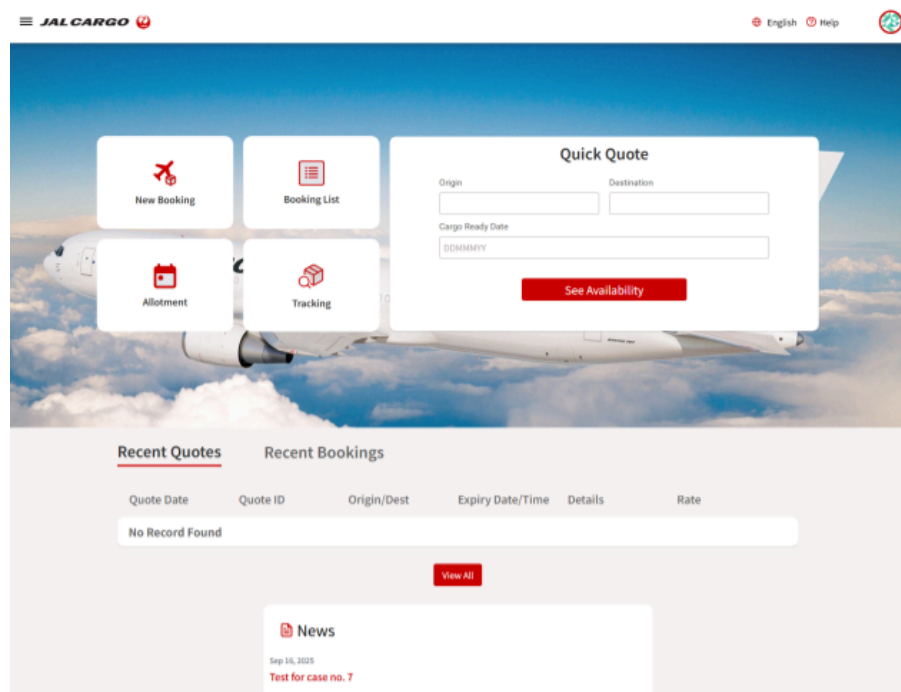 JAL CARGO
English
Help
New Booking
Booking List
Allotment
Tracking
Quick Quote
Origin
Destination
Cargo Ready Date
DDMMMYY
See Availability
Recent Quotes
Recent Bookings
Quote Date Quote ID Origin/Dest Expiry Date/Time Details Rate
No Record Found
View All
News
Sep 16, 2025
Test for case no. 7